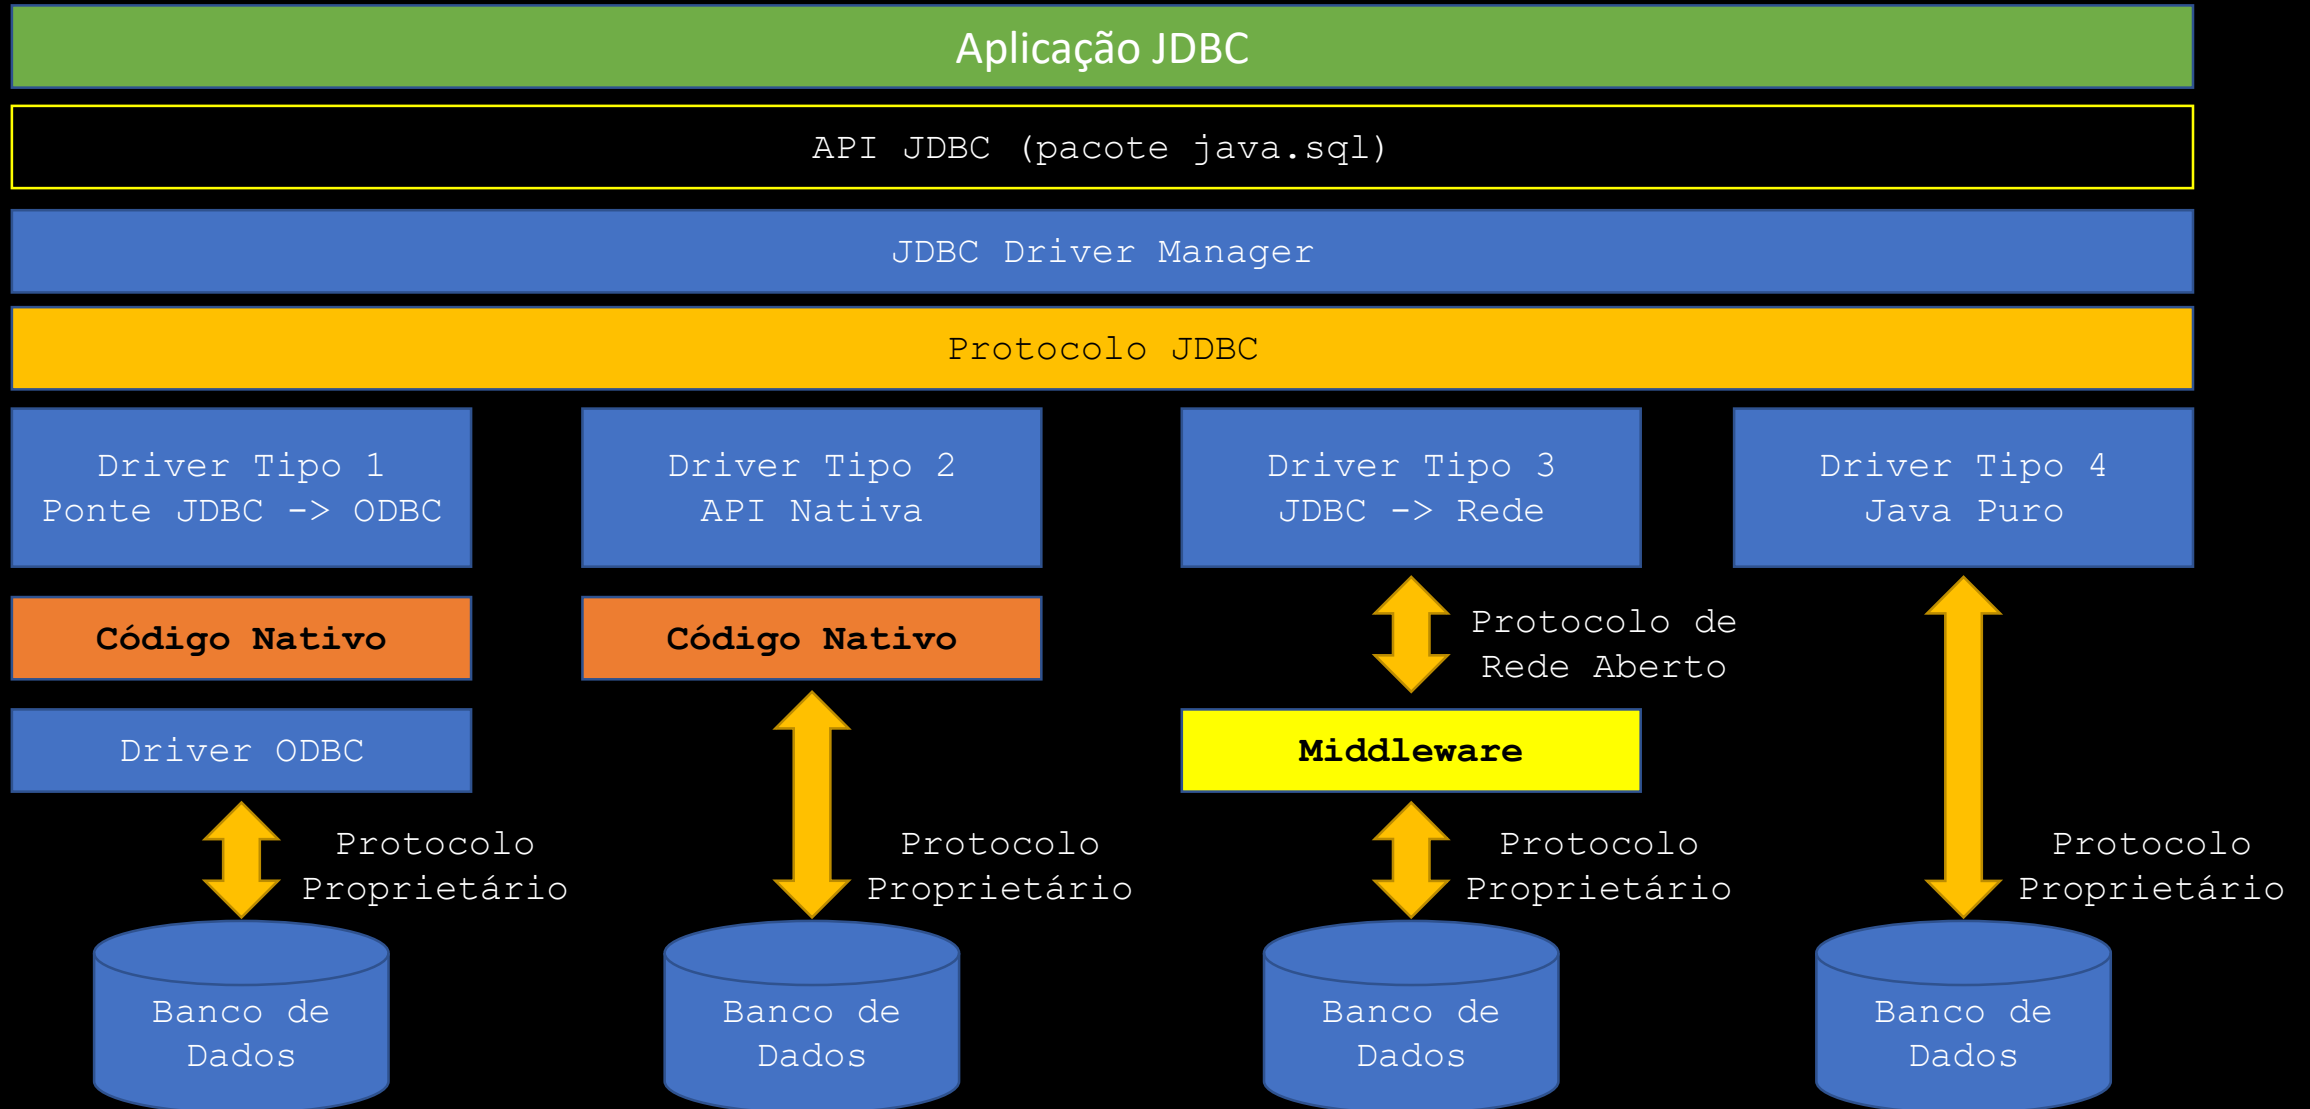 Aplicação JDBC
API JDBC (pacote java.sql)
JDBC Driver Manager
Protocolo JDBC
Driver Tipo 1
Ponte JDBC -> ODBC
Driver Tipo 2
API Nativa
Driver Tipo 3
JDBC -> Rede
Driver Tipo 4
Java Puro
Código Nativo
Código Nativo
Protocolo de
Rede Aberto
Driver ODBC
Middleware
Protocolo
Proprietário
Protocolo
Proprietário
Protocolo
Proprietário
Protocolo
Proprietário
Banco de
Dados
Banco de
Dados
Banco de
Dados
Banco de
Dados